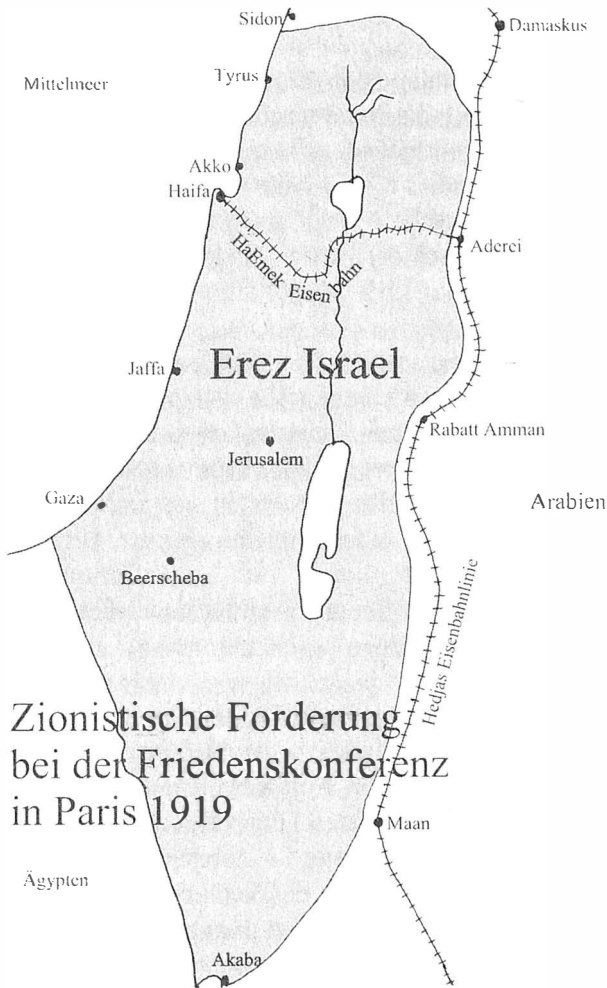 Sidon
Damaskus
Mittelmeer
Tyrus
Akko
Haifa
Aderei
HaEmek Eisenbahn
Jaffa
Erez Israel
Rabatt Amman
Jerusalem
Gaza
Arabien
Beerscheba
Hedjas Eisenbahnlinie
Zionistische Forderung
bei der Friedenskonferenz
in Paris 1919
Maan
Ägypten
Akaba